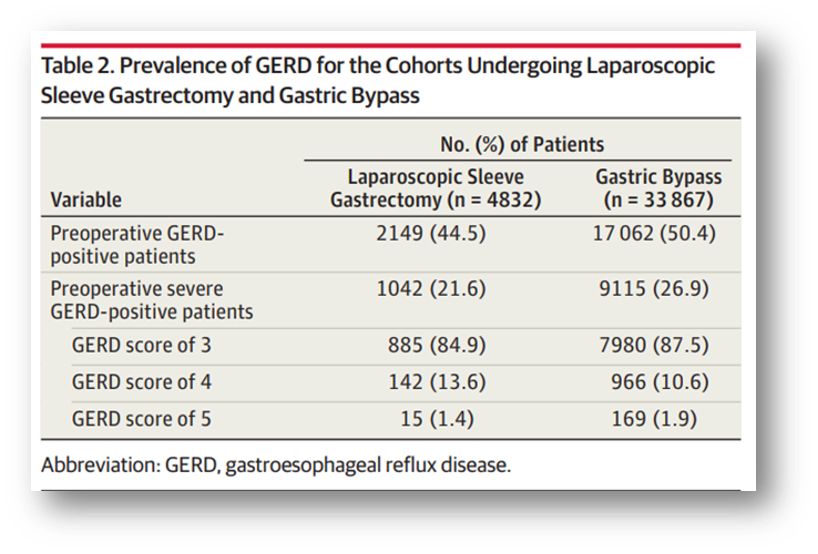 Table 2. Prevalence of GERD for the Cohorts Undergoing Laparoscopic
Sleeve Gastrectomy and Gastric Bypass
No. (%) of Patients
Variable Laparoscopic Sleeve Gastrectomy (n = 4832) Gastric Bypass (n = 33 867)
Preoperative GERD-positive patients 2149 (44.5) 17 062 (50.4)
Preoperative severe GERD-positive patients 1042 (21.6) 9115 (26.9)
GERD score of 3 885 (84.9) 7980 (87.5)
GERD score of 4 142 (13.6) 966 (10.6)
GERD score of 5 15 (1.4) 169 (1.9)
Abbreviation: GERD, gastroesophageal reflux disease.